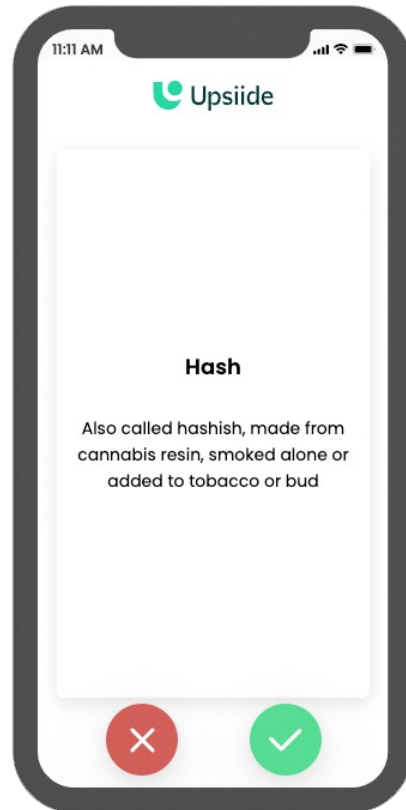 11:11 AM
Upsiide
Hash
Also called hashish, made from
cannabis resin, smoked alone or
added to tobacco or bud